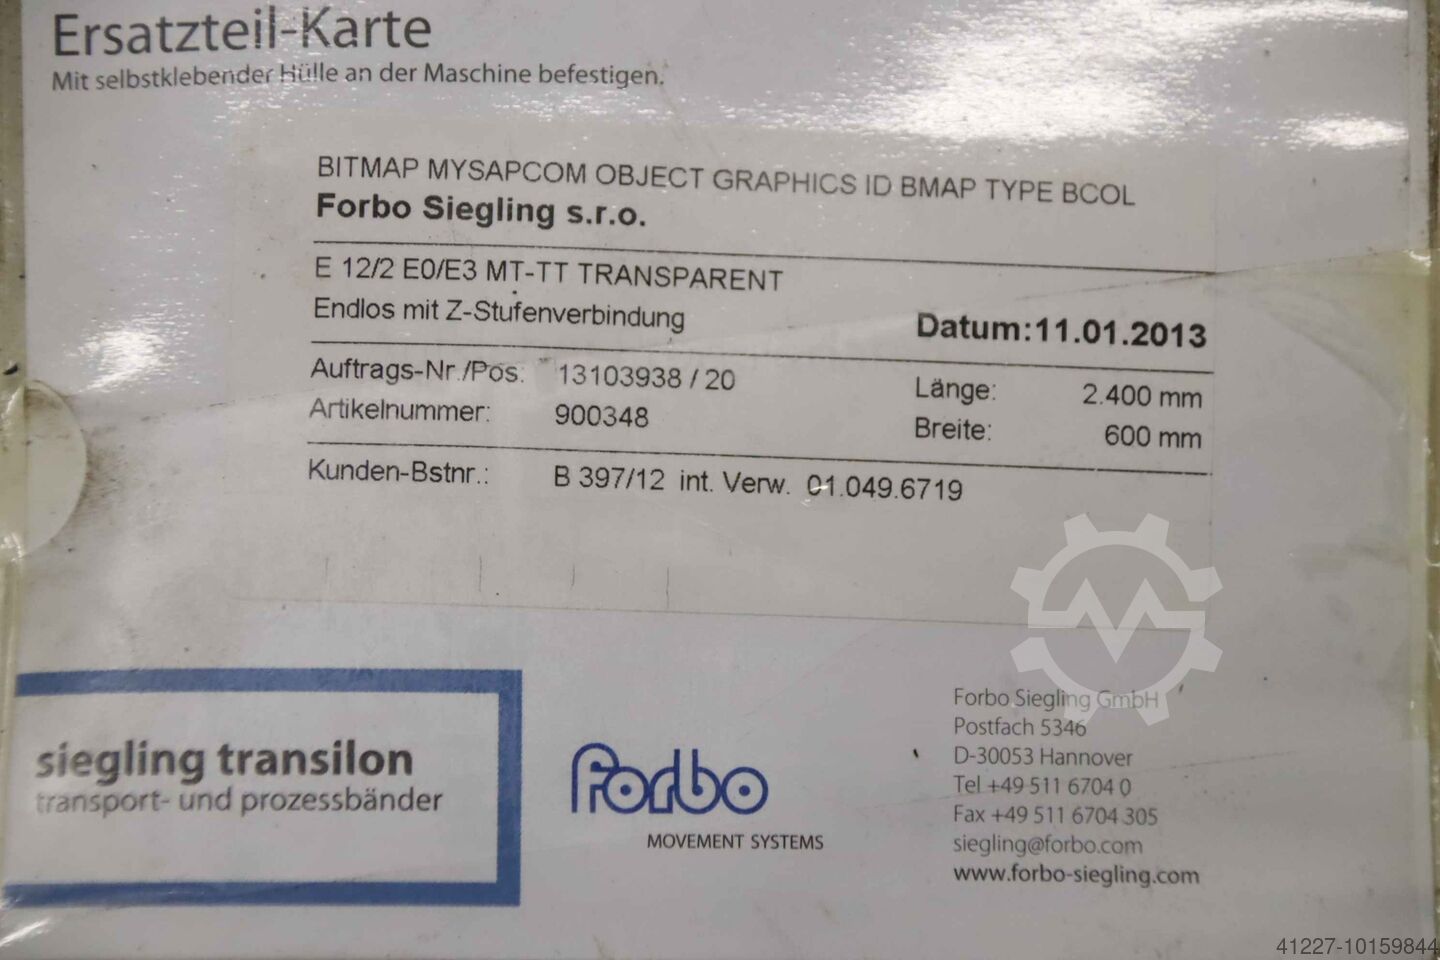 Ersatzteil-Karte
Mit selbstklebender Hülle an der Maschine befestigen.
BITMAP MYSAPCOM OBJECT GRAPHICS ID BMAP TYPE BCOL
Forbo Siegling s.r.o.
E 12/2 E0/E3 MT-TT TRANSPARENT
Endlos mit Z-Stufenverbindung
Datum:11.01.2013
Auftrags-Nr./Pos: 13103938 / 20
Länge: 2.400 mm
Artikelnummer: 900348
Breite: 600 mm
Kunden-Bstnr.: B 397/12 int. Verw. 01.049.6719
siegling transilon
transport- und prozessbänder
forbo
MOVEMENT SYSTEMS
Forbo Siegling GmbH
Postfach 5346
D-30053 Hannover
Tel +49 511 6704 0
Fax +49 511 6704 305
siegling@forbo.com
www.forbo-siegling.com
41227-10159844